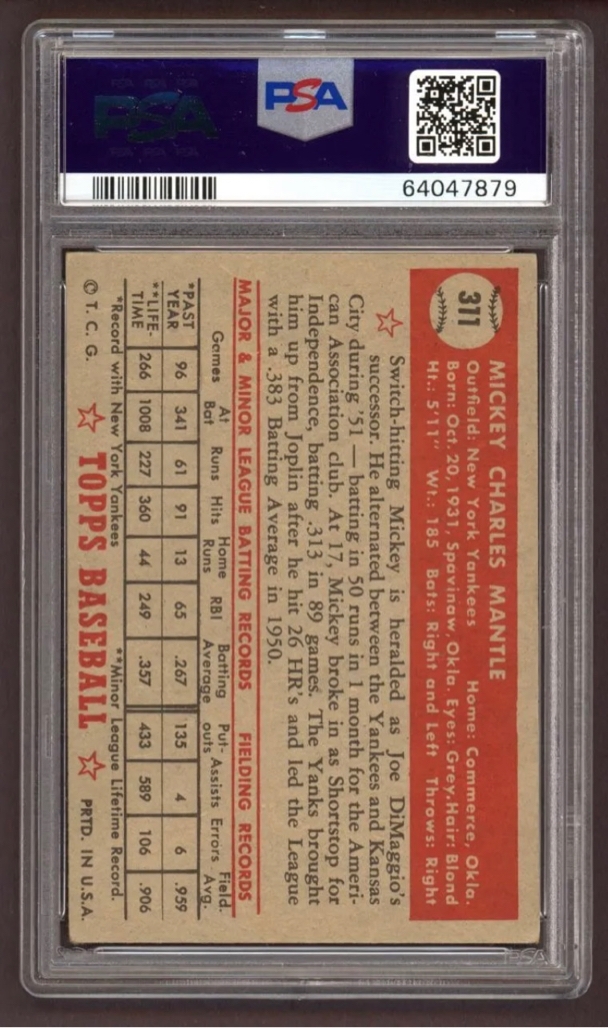 PSA
PSA
64047879
311
MICKEY CHARLES MANTLE
Outfield: New York Yankees Home: Commerce, Okla.
Born: Oct. 20, 1931, Spavinaw, Okla. Eyes: Grey. Hair: Blond
Ht.: 5'11" Wt.: 185 Bats: Right and Left Throws: Right
Switch-hitting Mickey is heralded as Joe DiMaggio's
successor. He alternated between the Yankees and Kansas
City during '51 — batting in 50 runs in 1 month for the Ameri-
can Association club. At 17, Mickey broke in as Shortstop for
Independence, batting .313 in 89 games. The Yanks brought
him up from Joplin after he hit 26 HR's and led the League
with a .383 Batting Average in 1950.
MAJOR & MINOR LEAGUE BATTING RECORDS FIELDING RECORDS
Games At Bat Runs Hits Home Runs RBI Batting Average Put-outs Assists Errors Field. Avg.
*PAST YEAR 96 341 61 91 13 65 .267 135 4 6 .959
**LIFE-TIME 266 1008 227 360 44 249 .357 433 589 106 .906
*Record with New York Yankees **Minor League Lifetime Record.
© T. C. G. TOPPS BASEBALL PRTD. IN U.S.A.